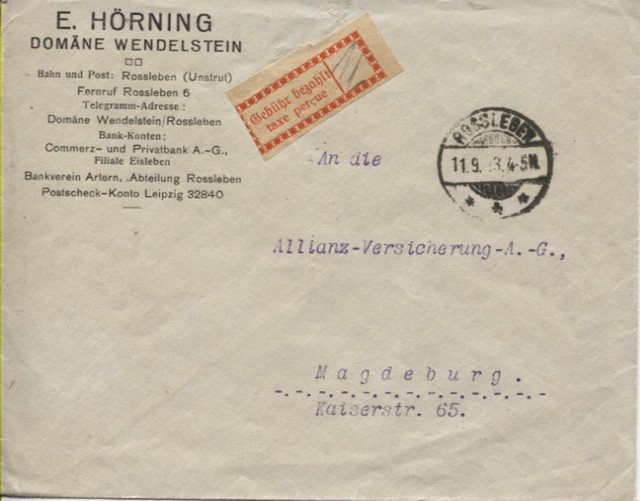 E. HÖRNING
DOMÄNE WENDELSTEIN
Bahn und Post: Rossleben (Unstrut)
Fernruf Rossleben 6
Telegramm-Adresse:
Domäne Wendelstein/Rossleben
Bank-Konten:
Commerz- und Privatbank A.-G.,
Filiale Eisleben
Bankverein Artern, Abteilung Rossleben
Postscheck-Konto Leipzig 32840
Gebühr bezahlt!
taxe perçue
ROSSLEBEN
11.9. 3.4-5N.
An die
Allianz-Versicherung-A.-G.,
Magdeburg.
Kaiserstr. 65.